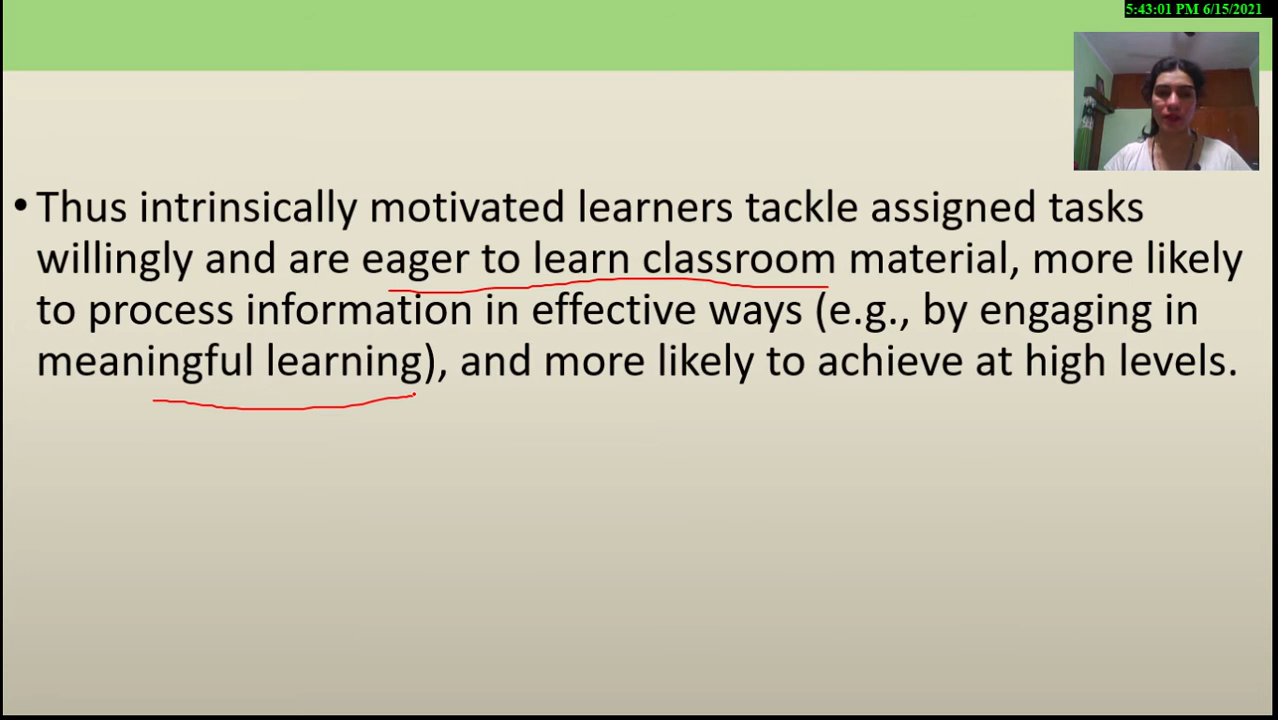 5:43:01 PM 6/15/2021
• Thus intrinsically motivated learners tackle assigned tasks
willingly and are eager to learn classroom material, more likely
to process information in effective ways (e.g., by engaging in
meaningful learning), and more likely to achieve at high levels.